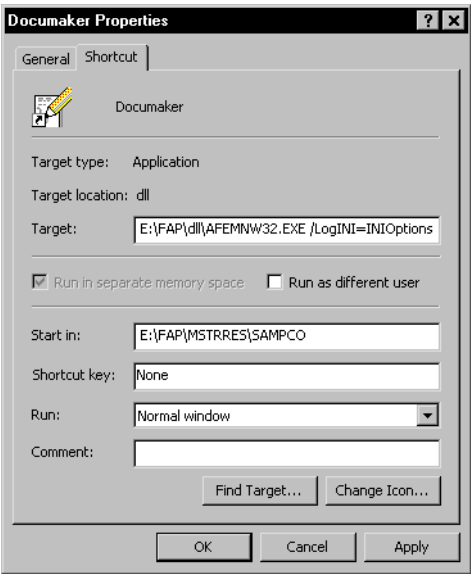 Documaker Properties
General Shortcut
Documaker
Target type: Application
Target location: dll
Target: E:\FAP\dll\AFEMNW32.EXE /LogINI=INIOptions
Run in separate memory space Run as different user
Start in: E:\FAP\MSTRRES\SAMPCO
Shortcut key: None
Run: Normal window
Comment:
Find Target... Change Icon...
OK Cancel Apply